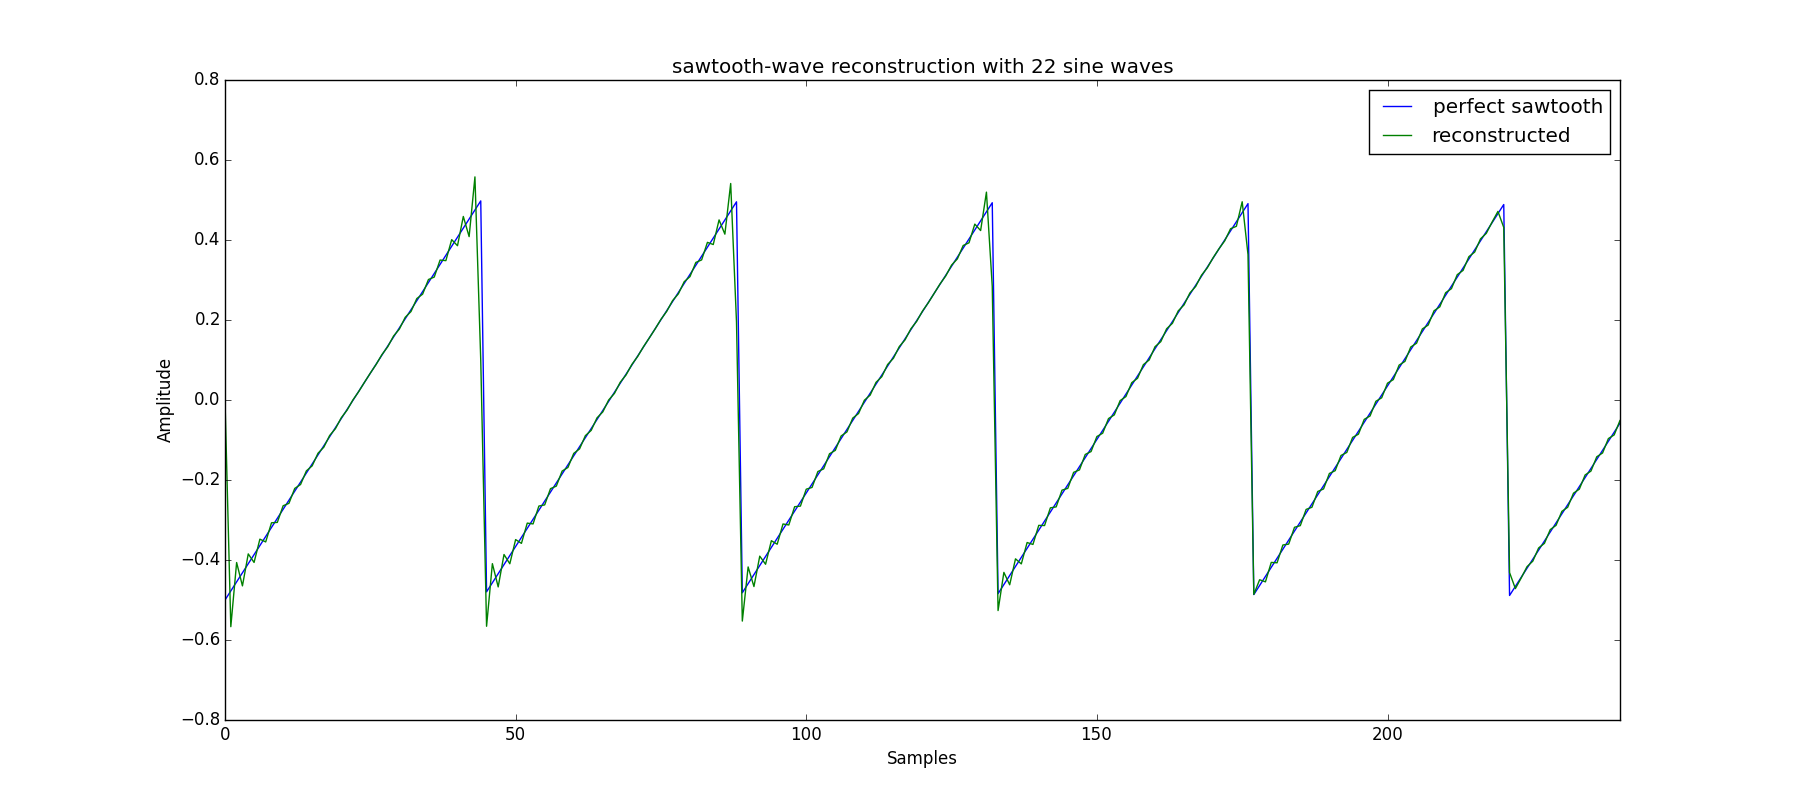 sawtooth-wave reconstruction with 22 sine waves
perfect sawtooth
reconstructed
0.8
0.6
0.4
0.2
0.0
−0.2
−0.4
−0.6
−0.8
Amplitude
0 50 100 150 200
Samples